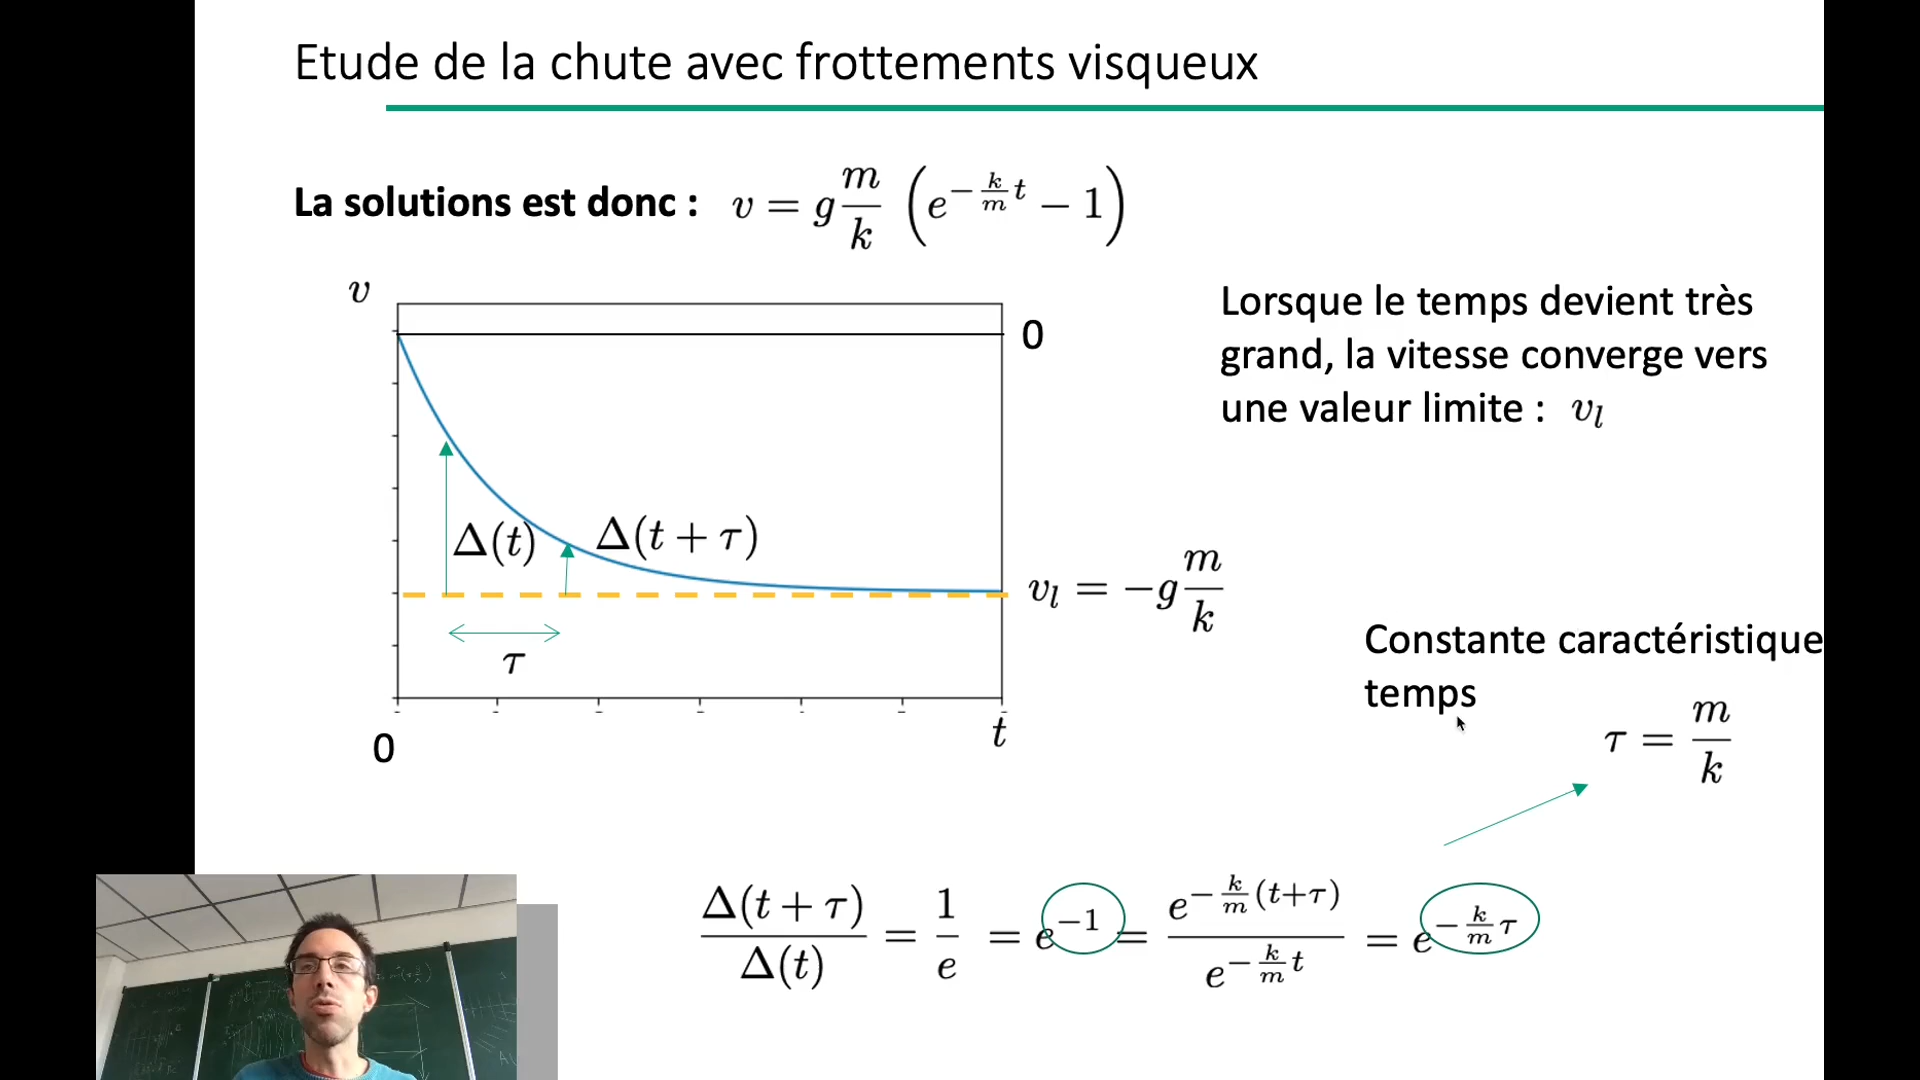 Etude de la chute avec frottements visqueux
La solutions est donc : v = g m/k (e^{-k/m t} − 1)
v
0
Lorsque le temps devient très
grand, la vitesse converge vers
une valeur limite : v_l
Δ(t)
Δ(t + τ)
v_l = −g m/k
τ
Constante caractéristique
temps
τ = m/k
0
t
Δ(t + τ)/Δ(t) = 1/e = e^{−1} = e^{−k/m (t+τ)}/e^{−k/m t} = e^{−k/m τ}